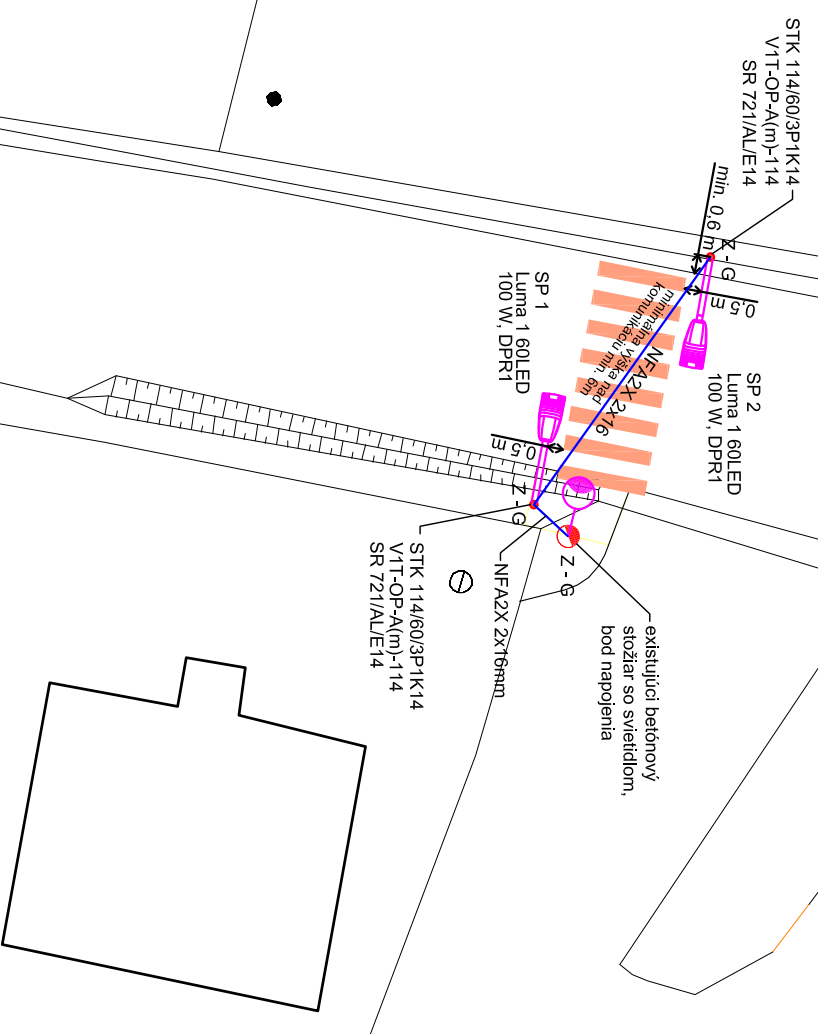 STK 114/60/3P1K14
V1T-OP-A(m)-114
SR 721/AL/E14
min. 0,6 m
Z - G
0,5 m
SP 2
Luma 1 60LED
100 W, DPR1
minimálna výška nad
komunikáciu min. 6m
NFA2X 2x16
SP 1
Luma 1 60LED
100 W, DPR1
0,5 m
Z - G
Z - G
NFA2X 2x16mm
STK 114/60/3P1K14
V1T-OP-A(m)-114
SR 721/AL/E14
existujúci betónový
stožiar so svietidlom,
bod napojenia